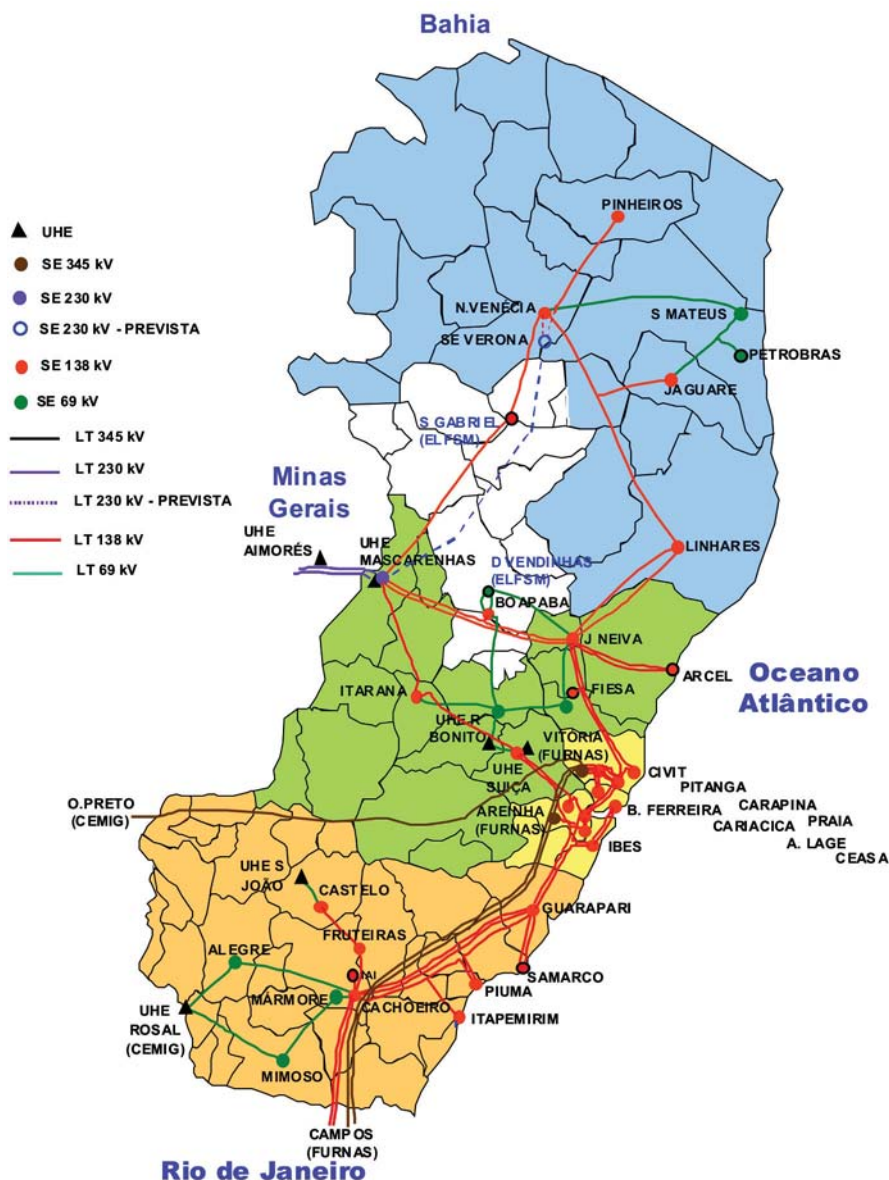 Bahia
UHE
SE 345 kV
SE 230 kV
SE 230 kV - PREVISTA
SE 138 kV
SE 69 kV
LT 345 kV
LT 230 kV
LT 230 kV - PREVISTA
LT 138 kV
LT 69 kV
PINHEIROS
N.VENÉCIA
S MATEUS
SE VERONA
PETROBRAS
JAGUARE
S GABRIEL
(ELFSM)
Minas
Gerais
UHE
AIMORÉS
UHE
MASCARENHAS
LINHARES
D VENDINHAS
(ELFSM)
BOAPABA
J NEIVA
ARCEL
Oceano
Atlântico
ITARANA
FIESA
UHE R
BONITO
VITÓRIA
(FURNAS)
UHE
SUIÇA
CIVIT
PITANGA
O.PRETO
(CEMIG)
AREINHA
(FURNAS)
B. FERREIRA
CARAPINA
CARIACICA
PRAIA
A. LAGE
CEASA
IBES
UHE S
JOÃO
CASTELO
GUARAPARI
FRUTEIRAS
ALEGRE
SAMARCO
MÁRMORE
CACHOEIRO
PIUMA
UHE
ROSAL
(CEMIG)
ITAPEMIRIM
MIMOSO
CAMPOS
(FURNAS)
Rio de Janeiro